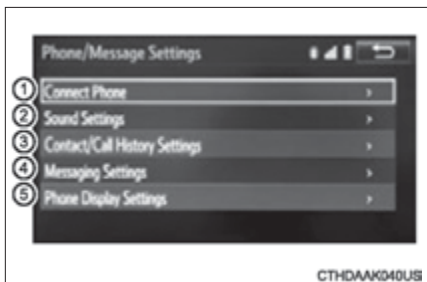 Phone/Message Settings
① Connect Phone
② Sound Settings
③ Contact/Call History Settings
④ Messaging Settings
⑤ Phone Display Settings
CTHDAAK040US